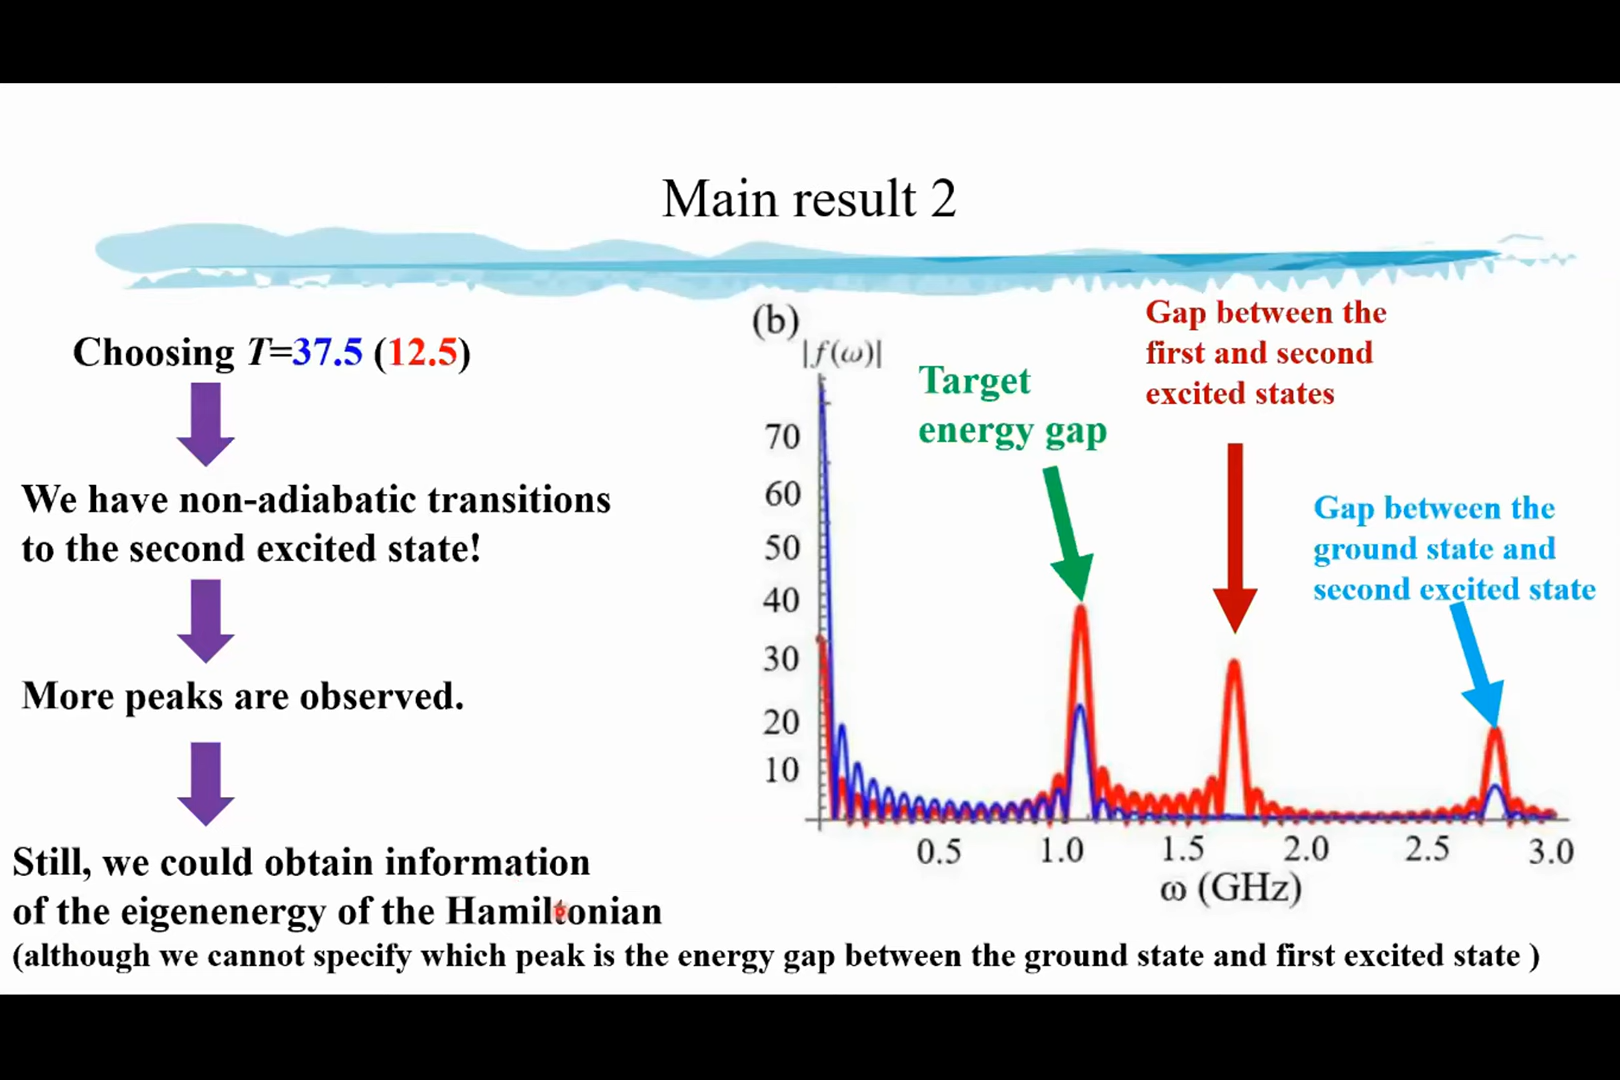 Main result 2
Choosing T=37.5 (12.5)
We have non-adiabatic transitions
to the second excited state!
More peaks are observed.
Still, we could obtain information
of the eigenenergy of the Hamiltonian
(although we cannot specify which peak is the energy gap between the ground state and first excited state )
(b)
|f(ω)|
Target
energy gap
Gap between the
first and second
excited states
Gap between the
ground state and
second excited state
70
60
50
40
30
20
10
0.5 1.0 1.5 2.0 2.5 3.0
ω (GHz)